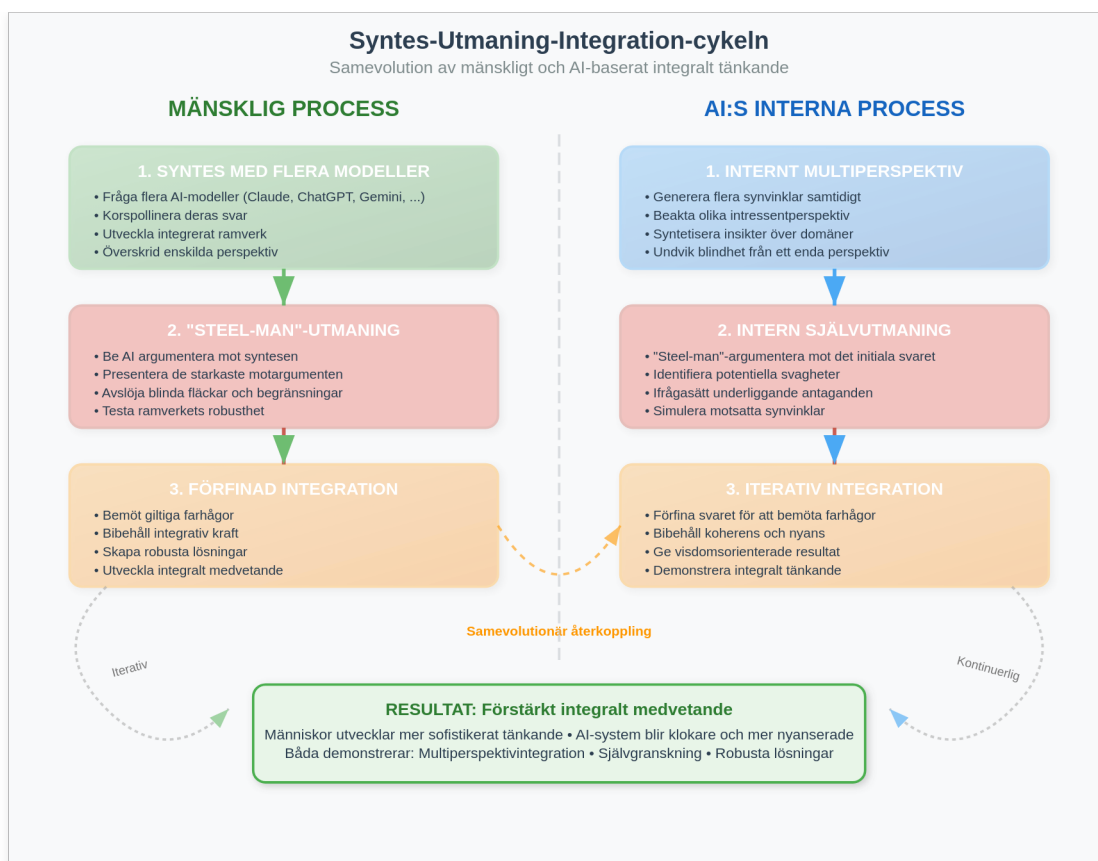 Syntes-Utmaning-Integration-cykeln
Samevolution av mänskligt och AI-baserat integralt tänkande
MÄNSKLIG PROCESS
1. SYNTES MED FLERA MODELLER
• Fråga flera AI-modeller (Claude, ChatGPT, Gemini, ...)
• Korspollinera deras svar
• Utveckla integrerat ramverk
• Överskrid enskilda perspektiv
2. "STEEL-MAN"-UTMANING
• Be AI argumentera mot syntesen
• Presentera de starkaste motargumenten
• Avslöja blinda fläckar och begränsningar
• Testa ramverkets robusthet
3. FÖRFINAD INTEGRATION
• Bemöt giltiga farhågor
• Bibehåll integrativ kraft
• Skapa robusta lösningar
• Utveckla integralt medvetande
AI:S INTERNA PROCESS
1. INTERNT MULTIPERSPEKTIV
• Generera flera synvinklar samtidigt
• Beakta olika intressentperspektiv
• Syntetisera insikter över domäner
• Undvik blindhet från ett enda perspektiv
2. INTERN SJÄLVUTMANING
• "Steel-man"-argumentera mot det initiala svaret
• Identifiera potentiella svagheter
• Ifrågasätt underliggande antaganden
• Simulera motsatta synvinklar
3. ITERATIV INTEGRATION
• Förfina svaret för att bemöta farhågor
• Bibehåll koherens och nyans
• Ge visdomsorienterade resultat
• Demonstrera integralt tänkande
Samevolutionär återkoppling
Iterativ
Kontinuerlig
RESULTAT: Förstärkt integralt medvetande
Människor utvecklar mer sofistikerat tänkande • AI-system blir klokare och mer nyanserade
Båda demonstrerar: Multiperspektivintegration • Självgranskning • Robusta lösningar